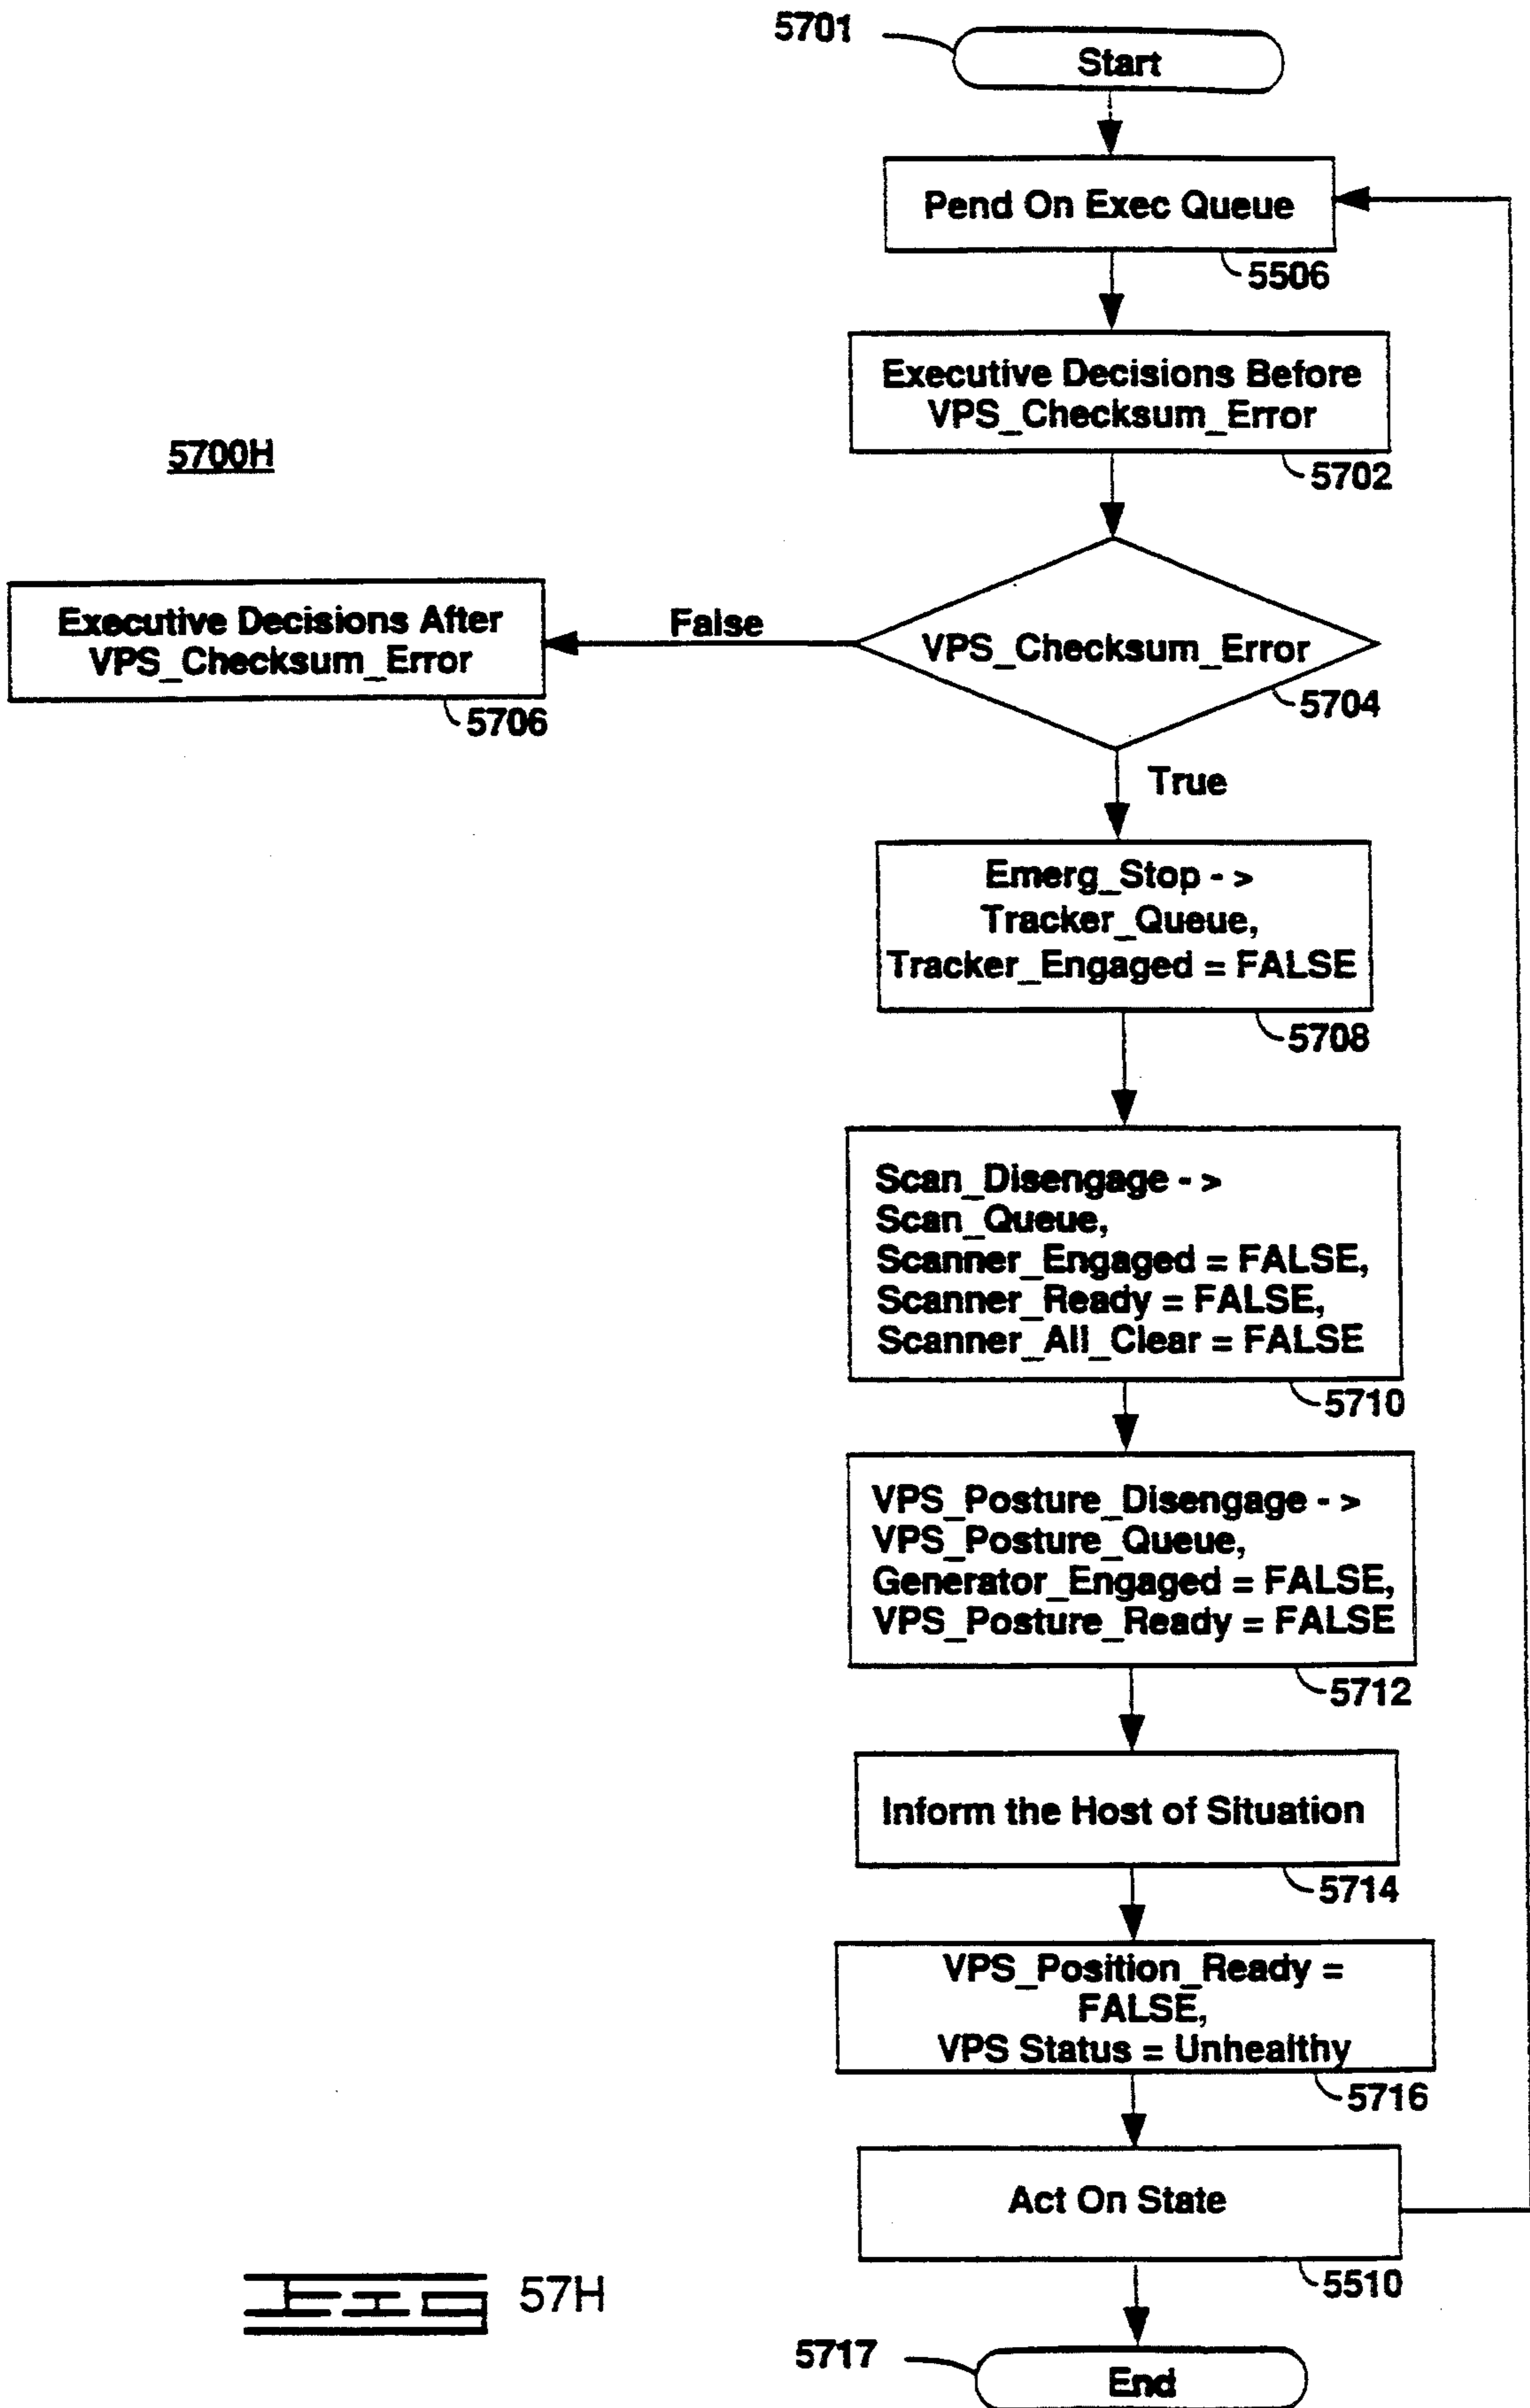 5701
Start
Pend On Exec Queue
5506
Executive Decisions Before
VPS_Checksum_Error
5702
5700H
VPS_Checksum_Error
5704
False
Executive Decisions After
VPS_Checksum_Error
5706
True
Emerg_Stop - >
Tracker_Queue,
Tracker_Engaged = FALSE
5708
Scan_Disengage - >
Scan_Queue,
Scanner_Engaged = FALSE,
Scanner_Ready = FALSE,
Scanner_All_Clear = FALSE
5710
VPS_Posture_Disengage - >
VPS_Posture_Queue,
Generator_Engaged = FALSE,
VPS_Posture_Ready = FALSE
5712
Inform the Host of Situation
5714
VPS_Position_Ready =
FALSE,
VPS Status = Unhealthy
5716
Act On State
5510
FIG 57H
5717
End